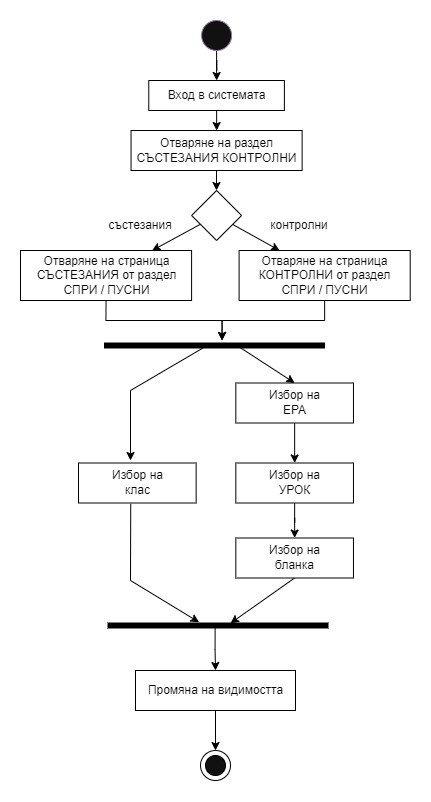 Вход в системата
Отваряне на раздел
СЪСТЕЗАНИЯ КОНТРОЛНИ
състезания
контролни
Отваряне на страница
СЪСТЕЗАНИЯ от раздел
СПРИ / ПУСНИ
Отваряне на страница
КОНТРОЛНИ от раздел
СПРИ / ПУСНИ
Избор на
ЕРА
Избор на
клас
Избор на
УРОК
Избор на
бланка
Промяна на видимостта